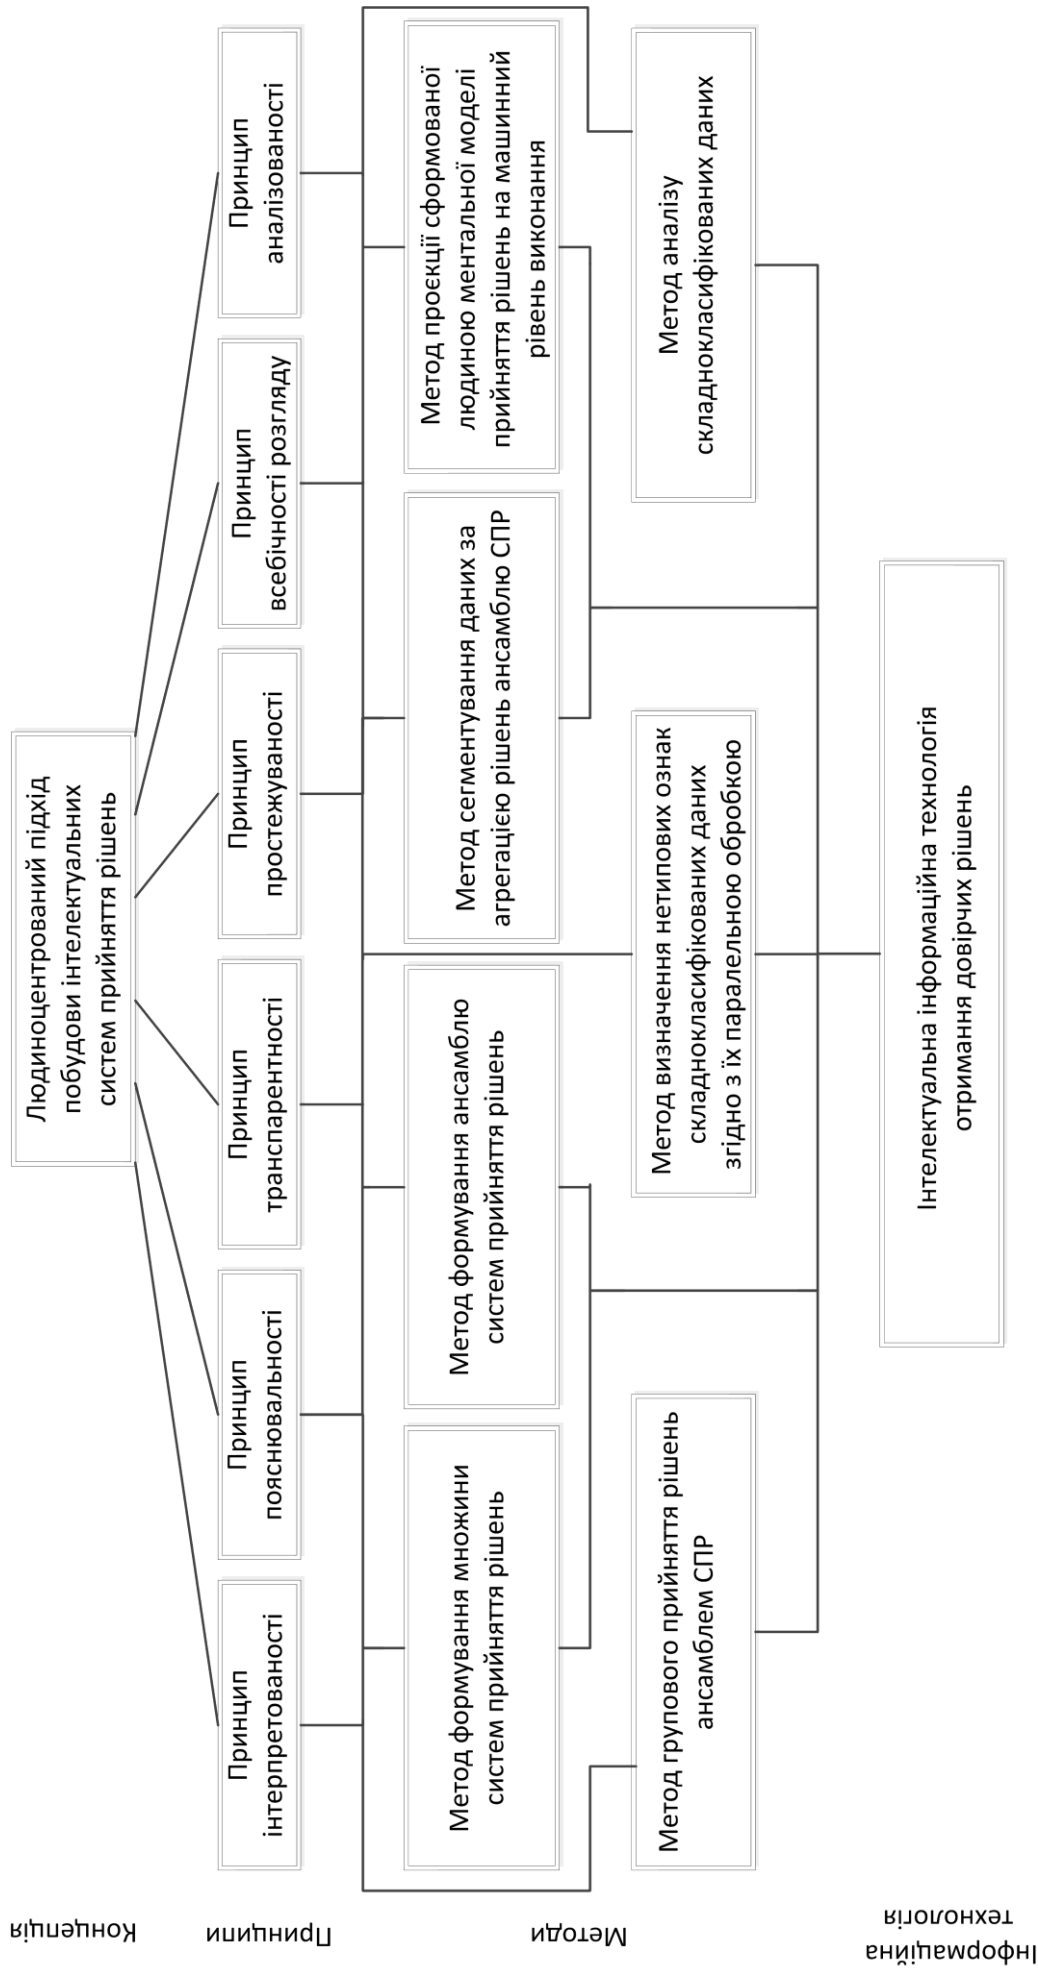 Концепція
Людиноцентрований підхід
побудови інтелектуальних
систем прийняття рішень
Принципи
Принцип
інтерпретованості
Принцип
пояснювальності
Принцип
транспарентності
Принцип
простежуваності
Принцип
всебічності розгляду
Принцип
аналізованості
Методи
Метод формування множини
систем прийняття рішень
Метод формування ансамблю
систем прийняття рішень
Метод сегментування даних за
агрегацією рішень ансамблю СПР
Метод проєкції сформованої
людиною ментальної моделі
прийняття рішень на машинний
рівень виконання
Метод групового прийняття рішень
ансамблем СПР
Метод визначення нетипових ознак
складнокласифікованих даних
згідно з їх паралельною обробкою
Метод аналізу
складнокласифікованих даних
Інформаційна
технологія
Інтелектуальна інформаційна технологія
отримання довірчих рішень